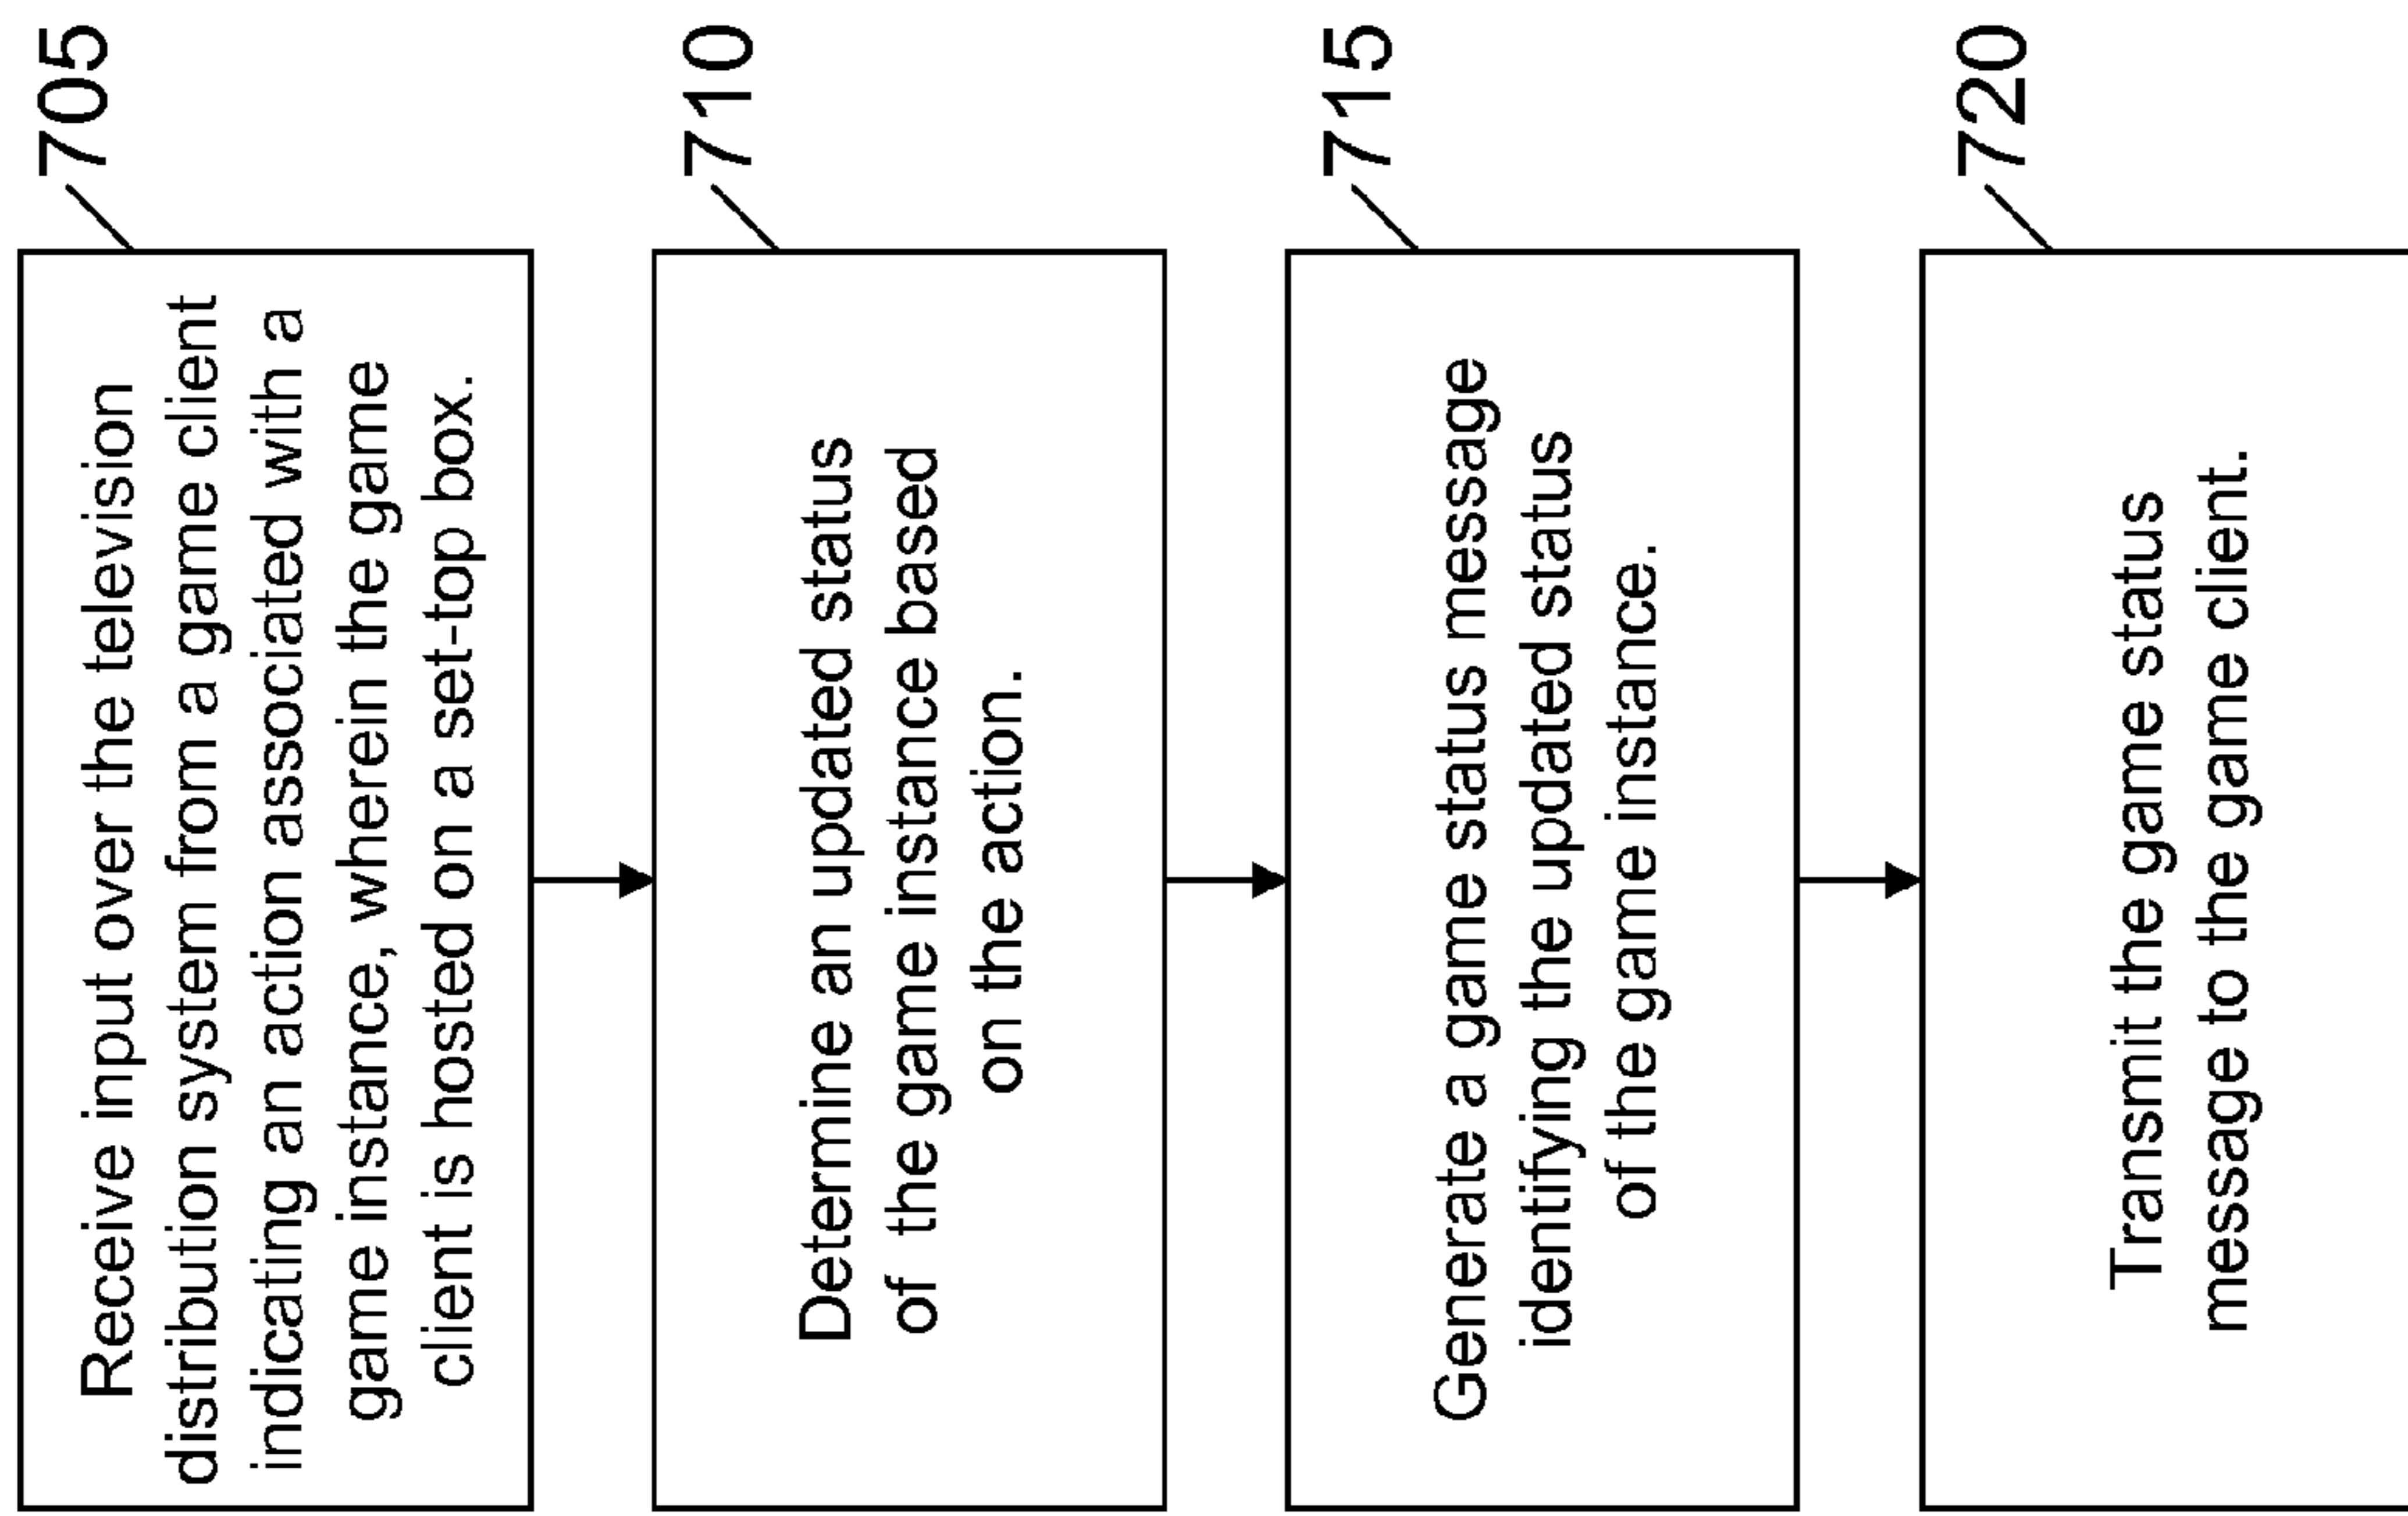 Receive input over the television
distribution system from a game client
indicating an action associated with a
game instance, wherein the game
client is hosted on a set-top box.
705
Determine an updated status
of the game instance based
on the action.
710
Generate a game status message
identifying the updated status
of the game instance.
715
Transmit the game status
message to the game client.
720